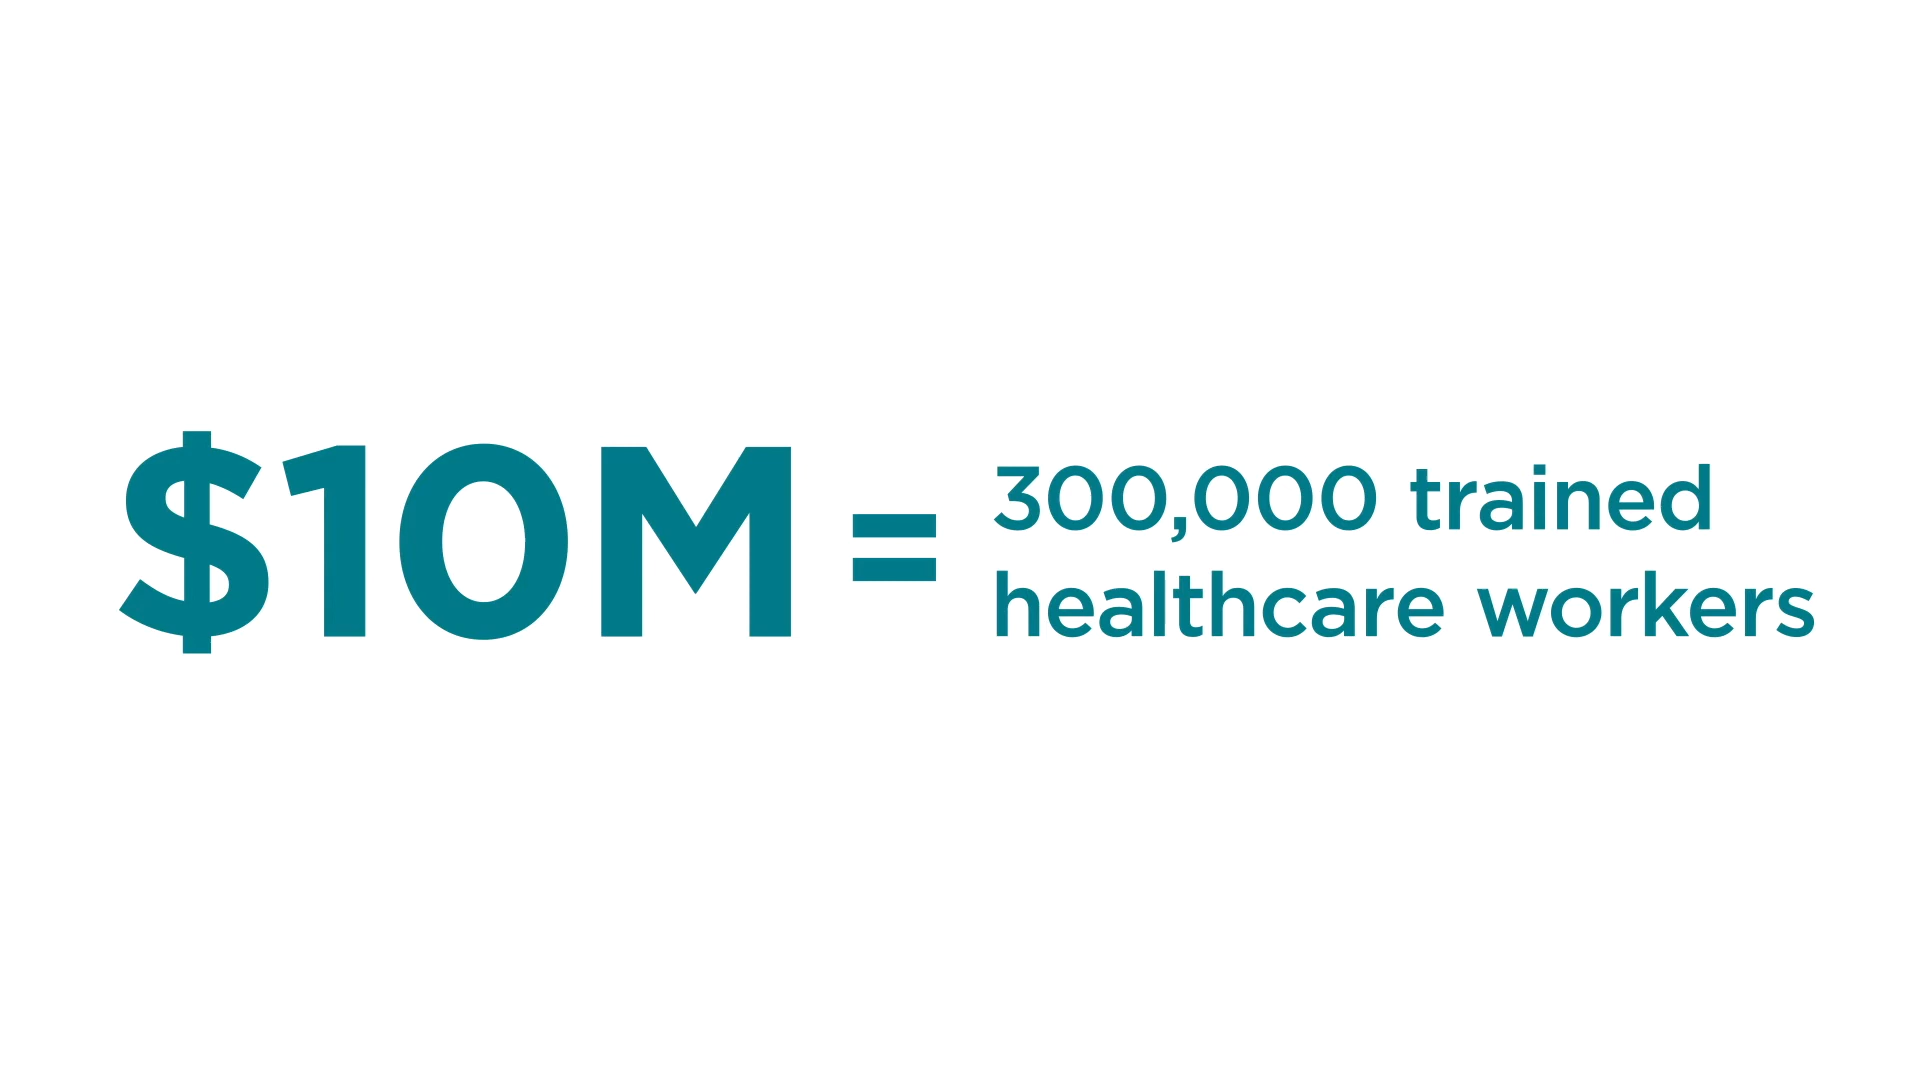 $10M =
300,000 trained
healthcare workers